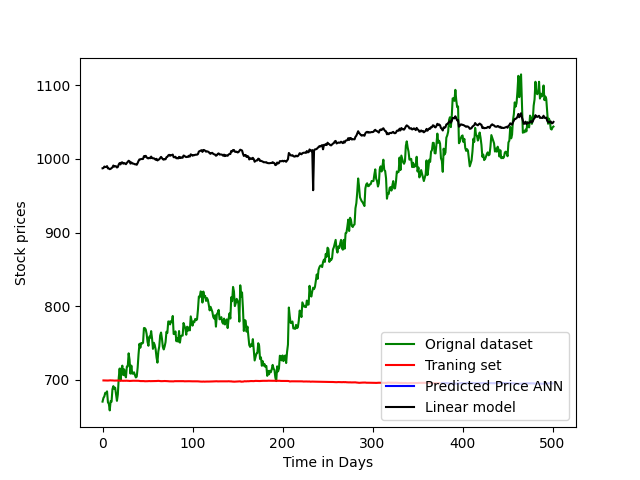 1100
1000
900
800
700
Stock prices
0
100
200
300
400
500
Time in Days
Orignal dataset
Traning set
Predicted Price ANN
Linear model